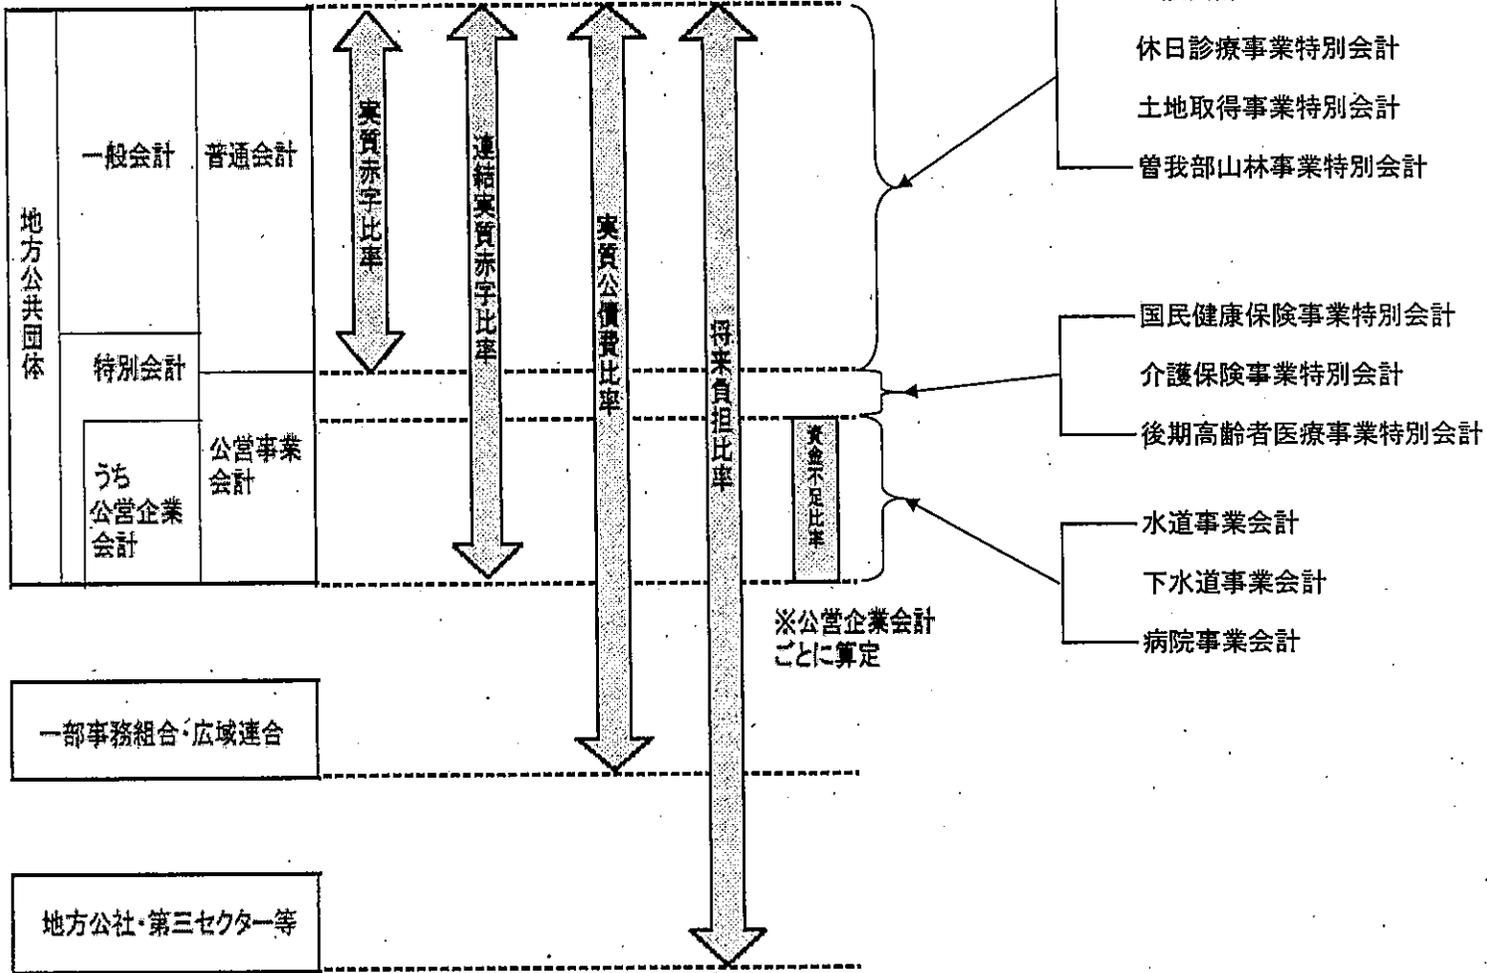 地方公共団体
一般会計
普通会計
特別会計
うち
公営企業
会計
公営事業
会計
実質赤字比率
連結実質赤字比率
実質公債費比率
将来負担比率
資金不足比率
※公営企業会計
ごとに算定
一部事務組合・広域連合
地方公社・第三セクター等
休日診療事業特別会計
土地取得事業特別会計
曽我部山林事業特別会計
国民健康保険事業特別会計
介護保険事業特別会計
後期高齢者医療事業特別会計
水道事業会計
下水道事業会計
病院事業会計